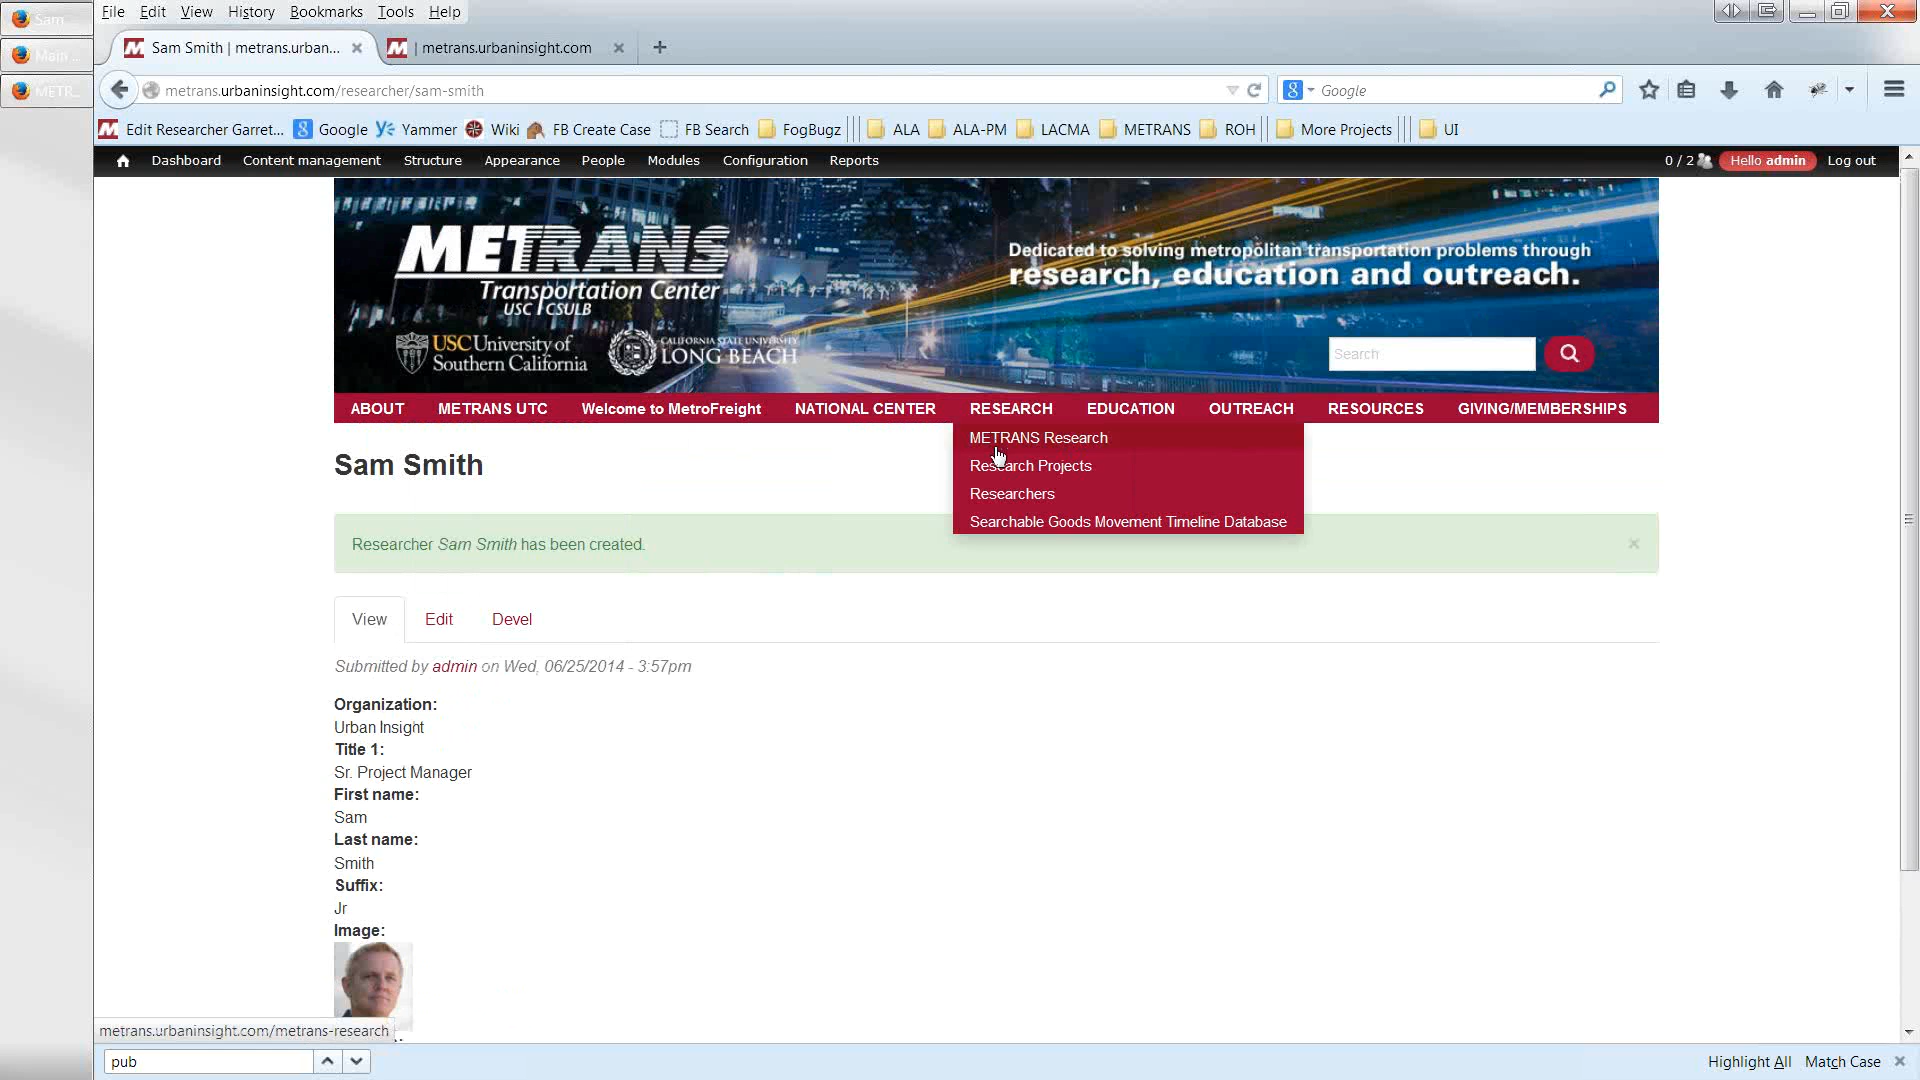 Sam
File Edit View History Bookmarks Tools Help
Main ...
METR...
Sam Smith | metrans.urban...
| metrans.urbaninsight.com
metrans.urbaninsight.com/researcher/sam-smith
Google
Edit Researcher Garret... Google Yammer Wiki FB Create Case FB Search FogBugz ALA ALA-PM LACMA METRANS ROH More Projects UI
Dashboard Content management Structure Appearance People Modules Configuration Reports
0 / 2 Hello admin Log out
METRANS
Transportation Center
USC | CSULB
USC University of
Southern California
CALIFORNIA STATE UNIVERSITY
LONG BEACH
Dedicated to solving metropolitan transportation problems through
research, education and outreach.
Search
ABOUT METRANS UTC Welcome to MetroFreight NATIONAL CENTER RESEARCH EDUCATION OUTREACH RESOURCES GIVING/MEMBERSHIPS
METRANS Research
Research Projects
Researchers
Searchable Goods Movement Timeline Database
Sam Smith
Researcher Sam Smith has been created.
×
View Edit Devel
Submitted by admin on Wed, 06/25/2014 - 3:57pm
Organization:
Urban Insight
Title 1:
Sr. Project Manager
First name:
Sam
Last name:
Smith
Suffix:
Jr
Image:
metrans.urbaninsight.com/metrans-research
pub
Highlight All Match Case